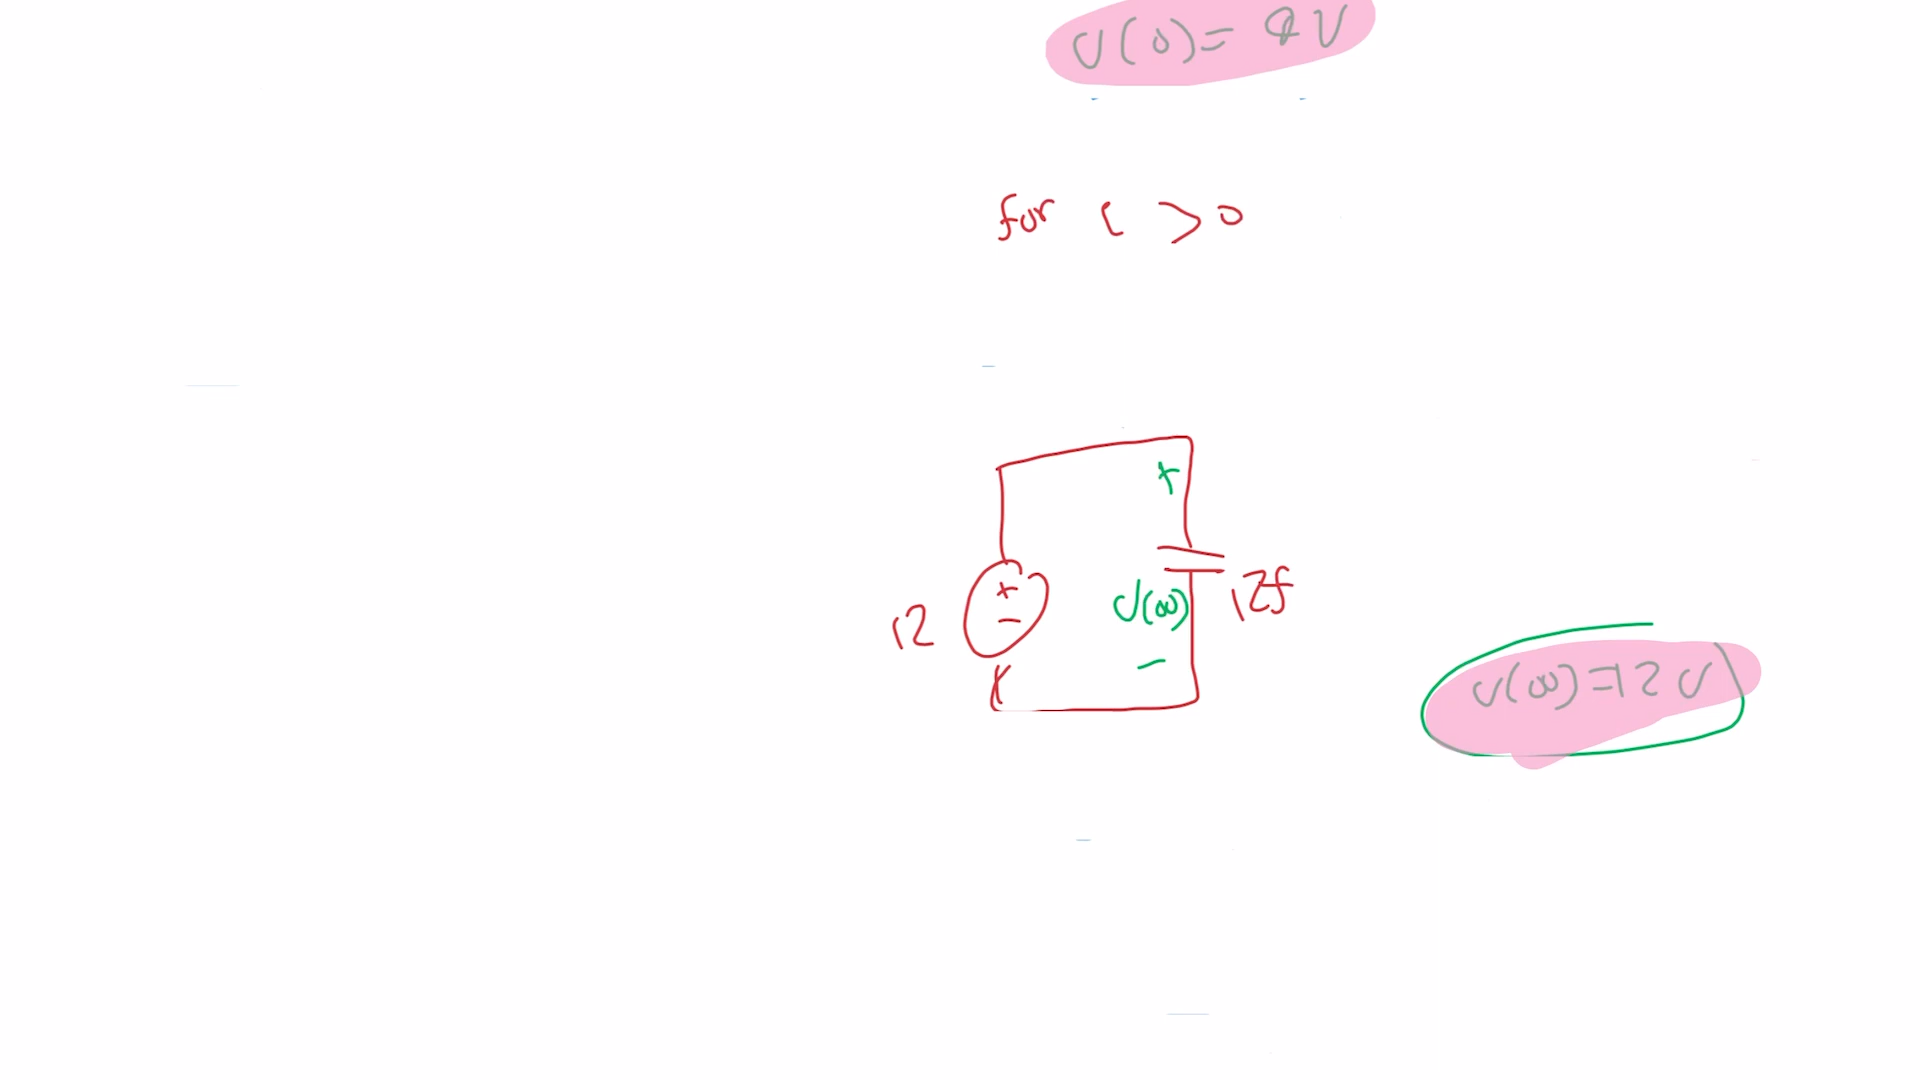 V(0)= 8V
for t >0
+
+
-
12
V(∞)
12f
-
V(∞)=12V